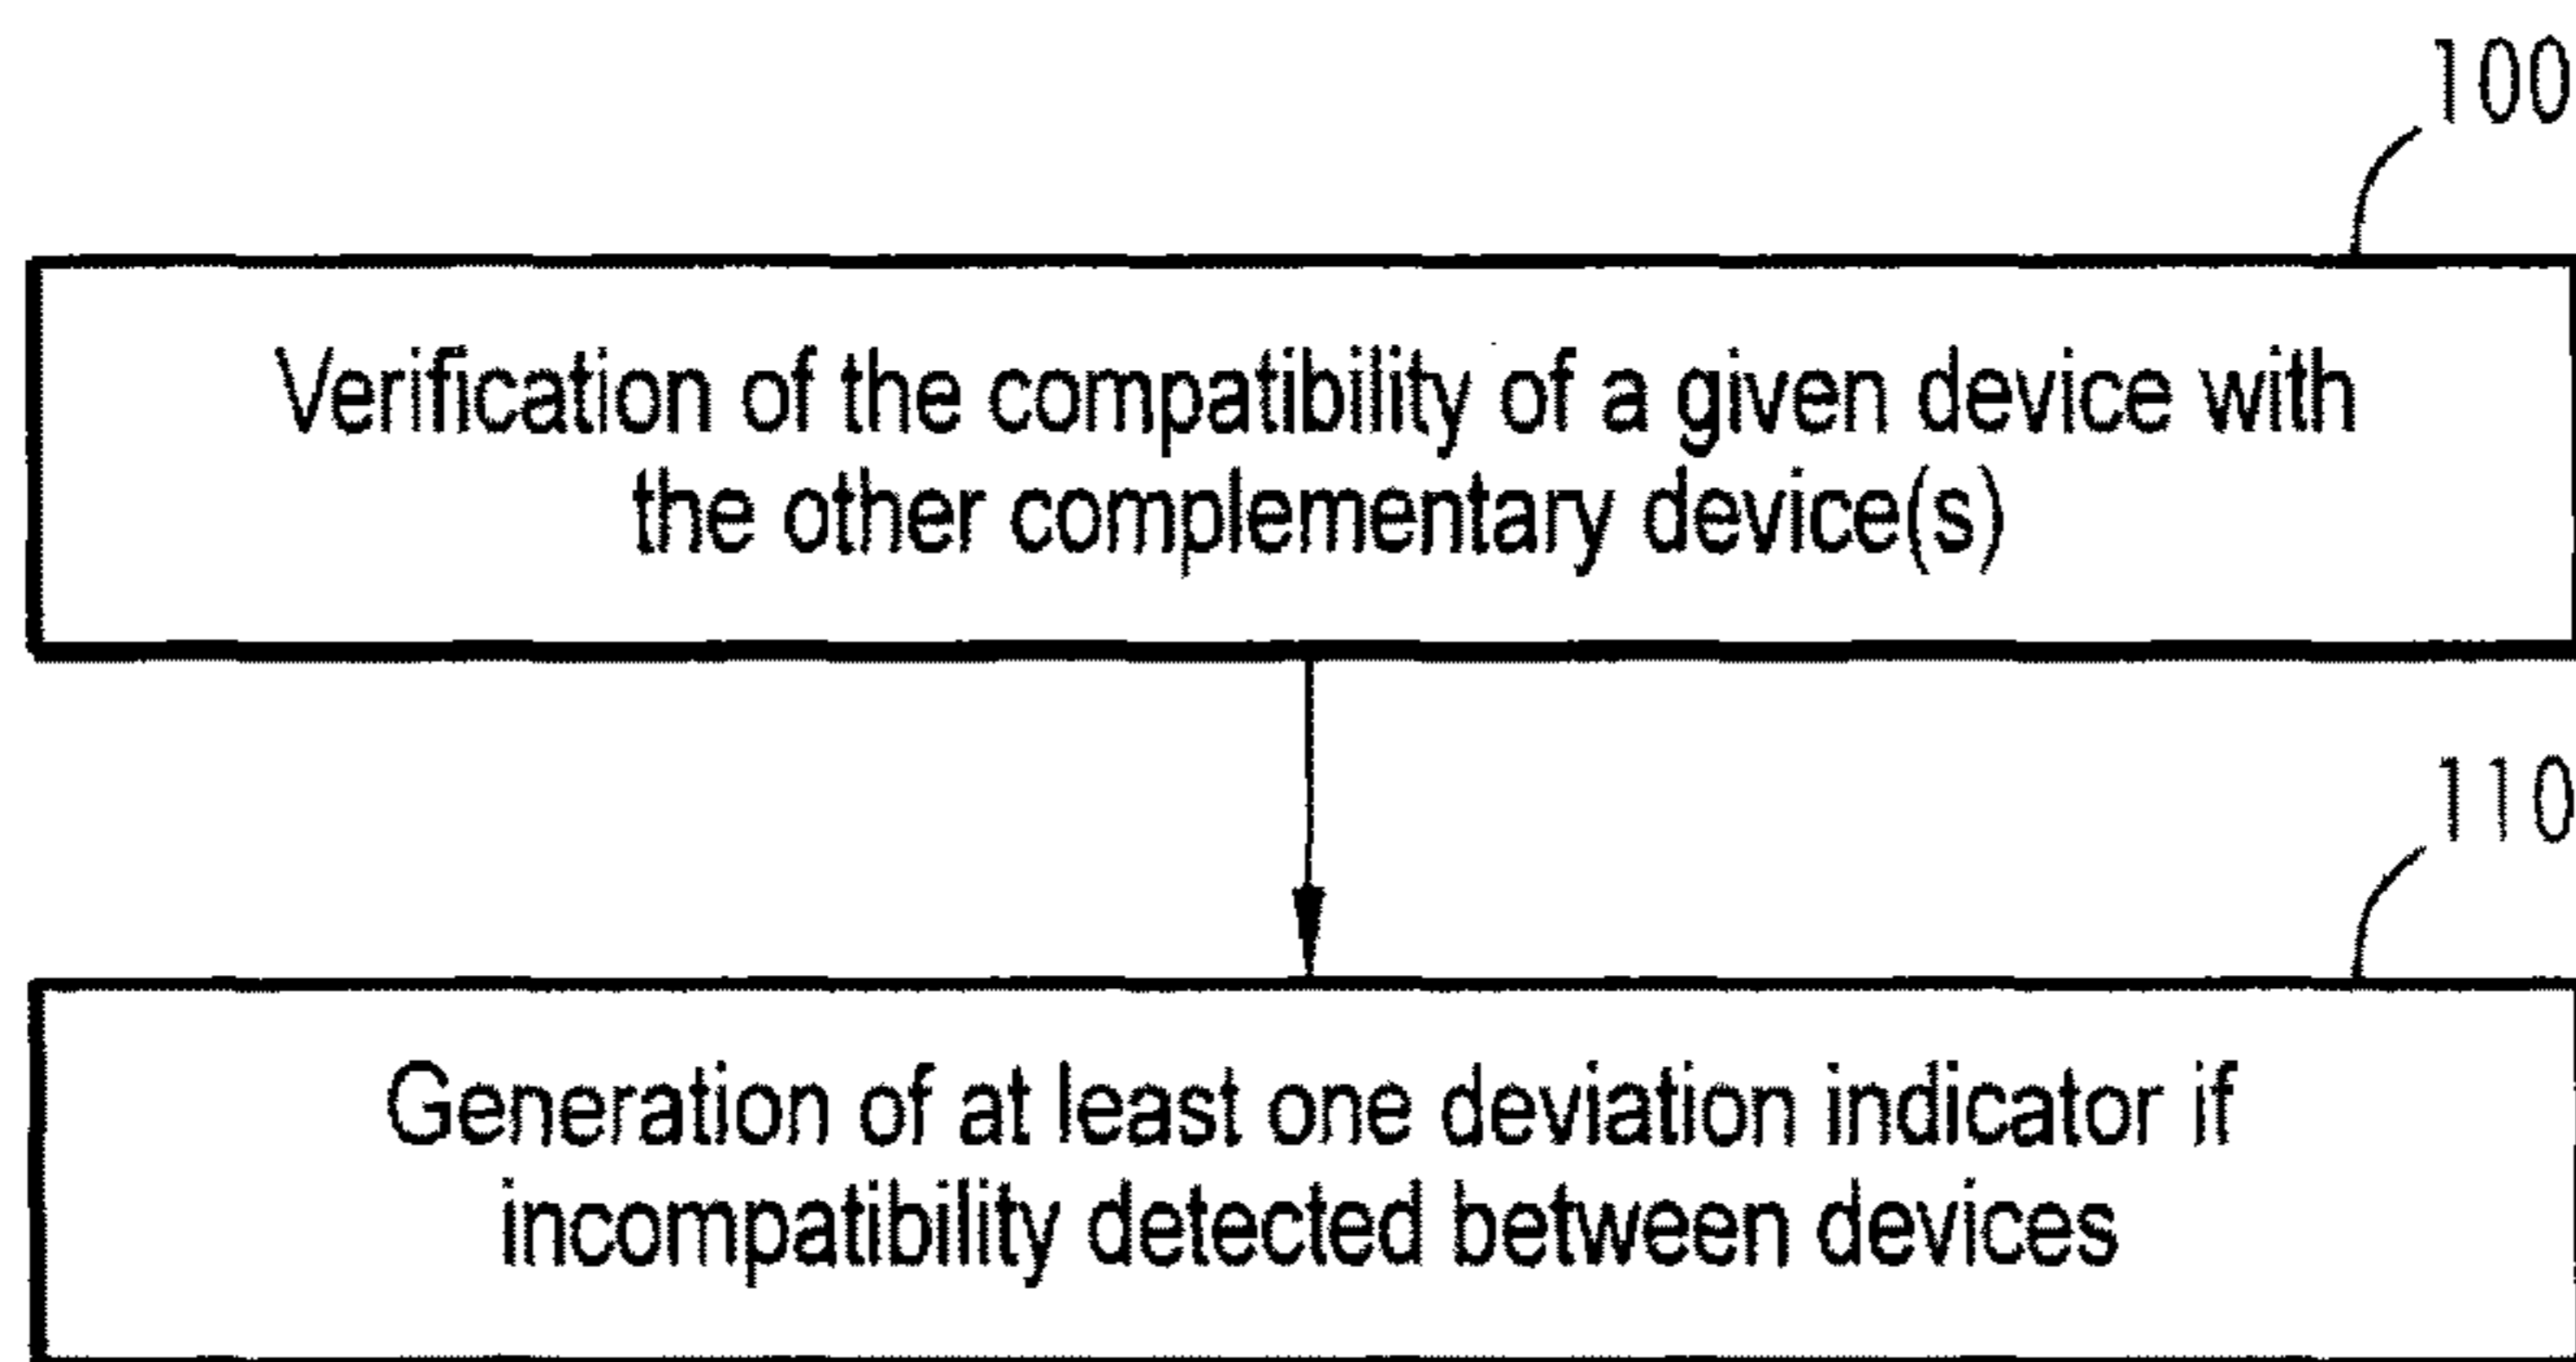 100
Verification of the compatibility of a given device with
the other complementary device(s)
110
Generation of at least one deviation indicator if
incompatibility detected between devices